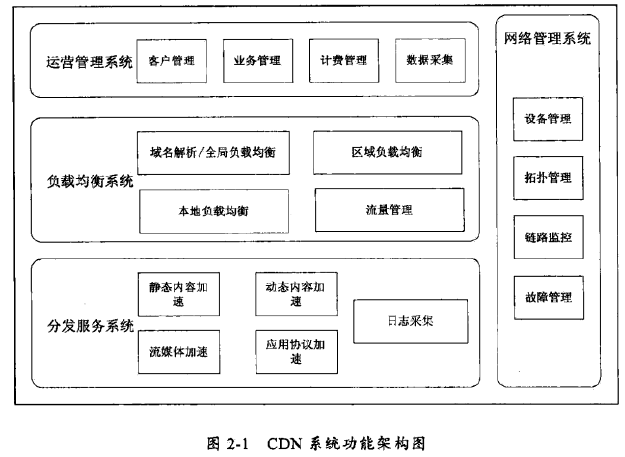 运营管理系统
客户管理
业务管理
计费管理
数据采集
负载均衡系统
域名解析/全局负载均衡
区域负载均衡
本地负载均衡
流量管理
分发服务系统
静态内容加
速
动态内容加
速
流媒体加速
应用协议加
速
日志采集
网络管理系统
设备管理
拓扑管理
链路监控
故障管理
图 2-1 CDN 系统功能架构图